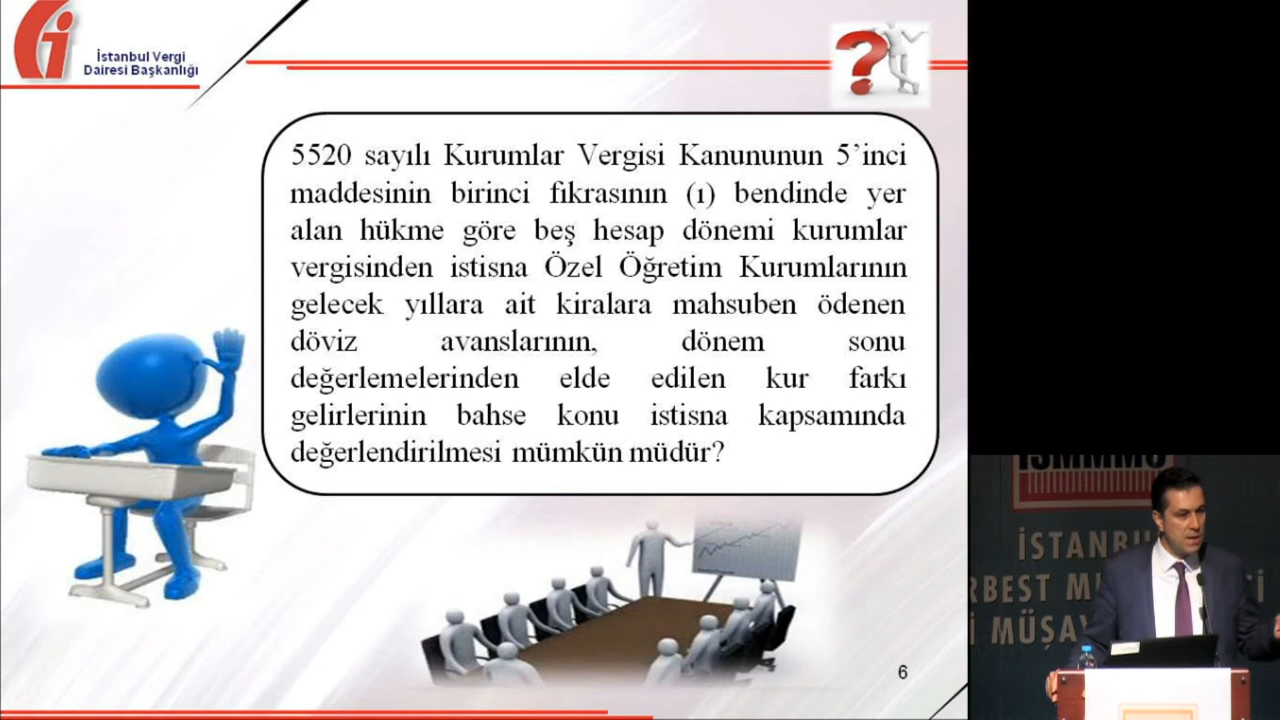 İstanbul Vergi
Dairesi Başkanlığı
5520 sayılı Kurumlar Vergisi Kanununun 5’inci
maddesinin birinci fıkrasının (ı) bendinde yer
alan hükme göre beş hesap dönemi kurumlar
vergisinden istisna Özel Öğretim Kurumlarının
gelecek yıllara ait kiralara mahsuben ödenen
döviz avanslarının, dönem sonu
değerlemelerinden elde edilen kur farkı
gelirlerinin bahse konu istisna kapsamında
değerlendirilmesi mümkün müdür?
6
İSTANBU
RBEST M
İ MÜŞAV